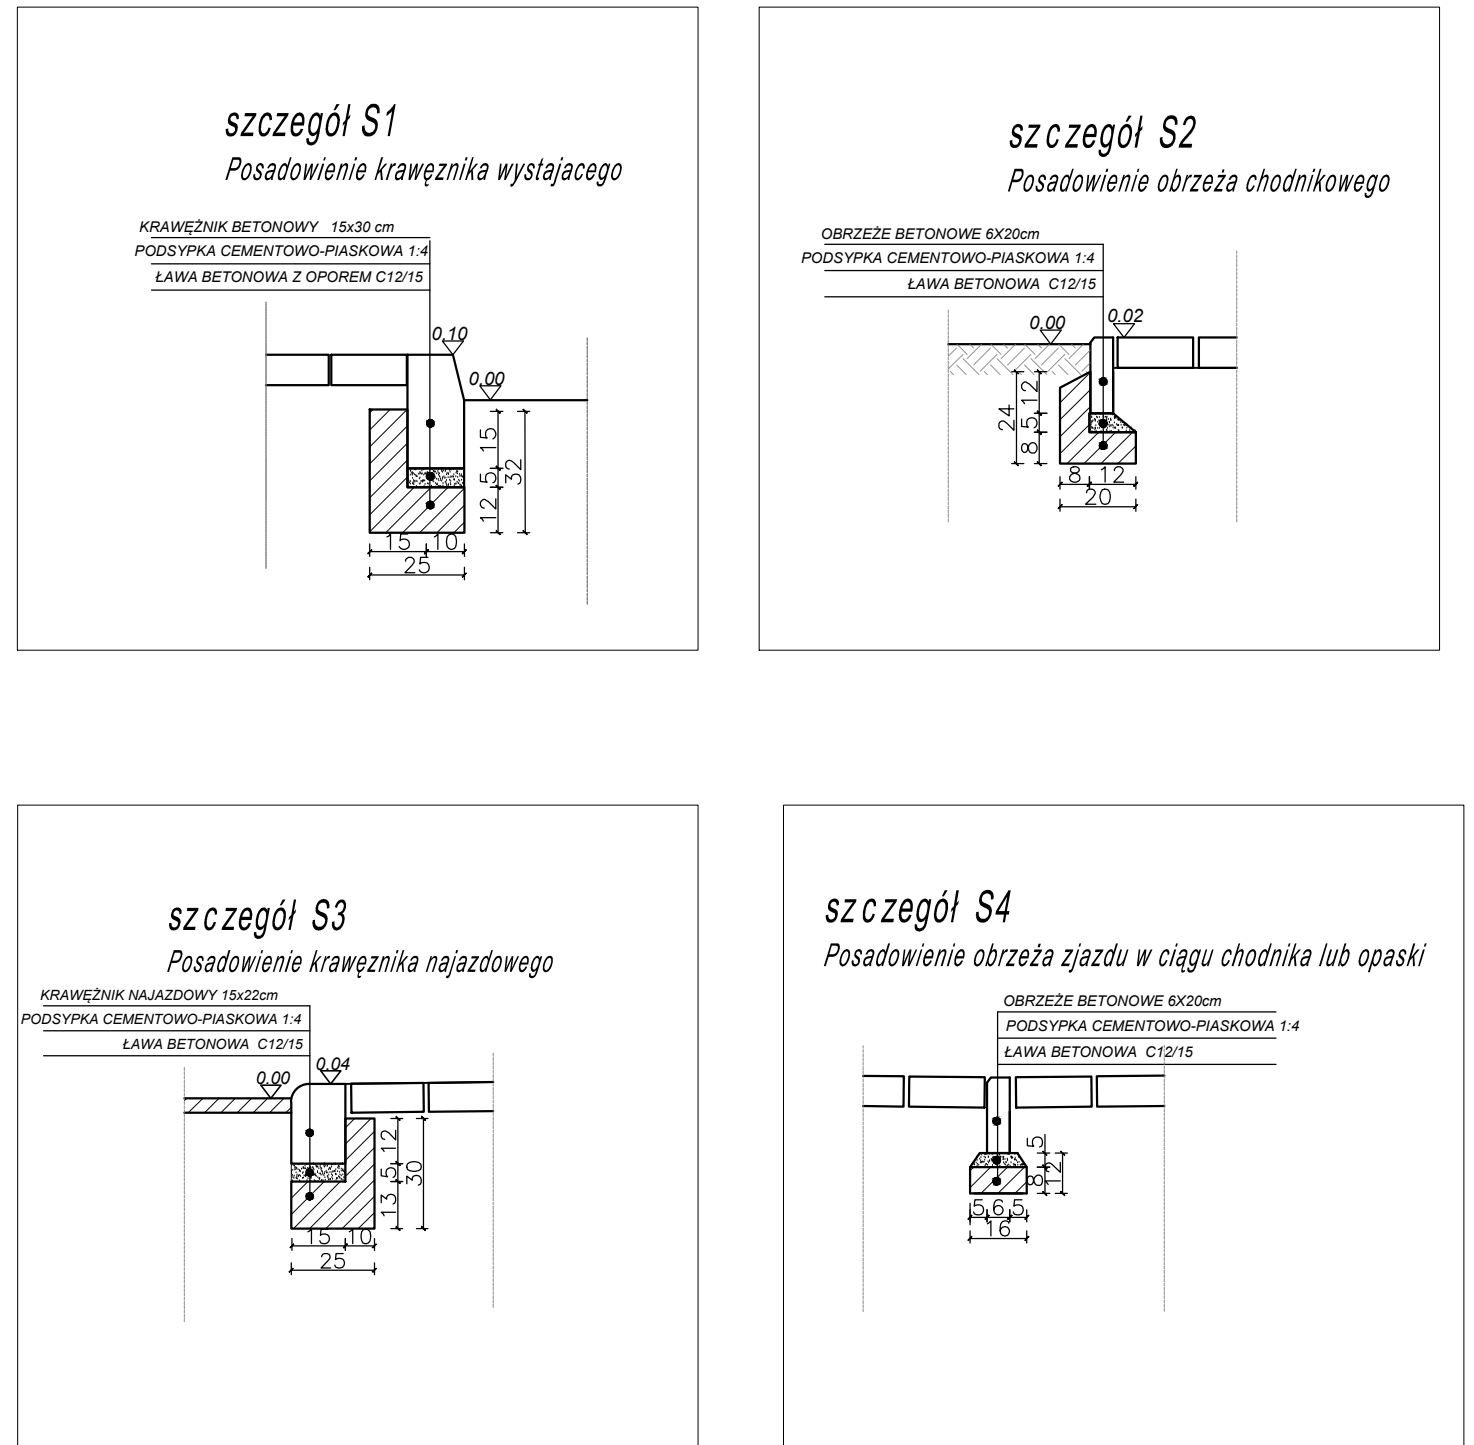 szczegół S1
Posadowienie krawęznika wystajacego
KRAWĘŻNIK BETONOWY 15x30 cm
PODSYPKA CEMENTOWO-PIASKOWA 1:4
ŁAWA BETONOWA Z OPOREM C12/15
0.10
0.00
15
5
12
32
15 10
25
szczegół S2
Posadowienie obrzeża chodnikowego
OBRZEŻE BETONOWE 6X20cm
PODSYPKA CEMENTOWO-PIASKOWA 1:4
ŁAWA BETONOWA C12/15
0.00
0.02
12
5
8
24
8 12
20
szczegół S3
Posadowienie krawęznika najazdowego
KRAWĘŻNIK NAJAZDOWY 15x22cm
PODSYPKA CEMENTOWO-PIASKOWA 1:4
ŁAWA BETONOWA C12/15
0.00
0.04
12
5
13
30
15 10
25
szczegół S4
Posadowienie obrzeża zjazdu w ciągu chodnika lub opaski
OBRZEŻE BETONOWE 6X20cm
PODSYPKA CEMENTOWO-PIASKOWA 1:4
ŁAWA BETONOWA C12/15
5
8
12
5 6 5
16